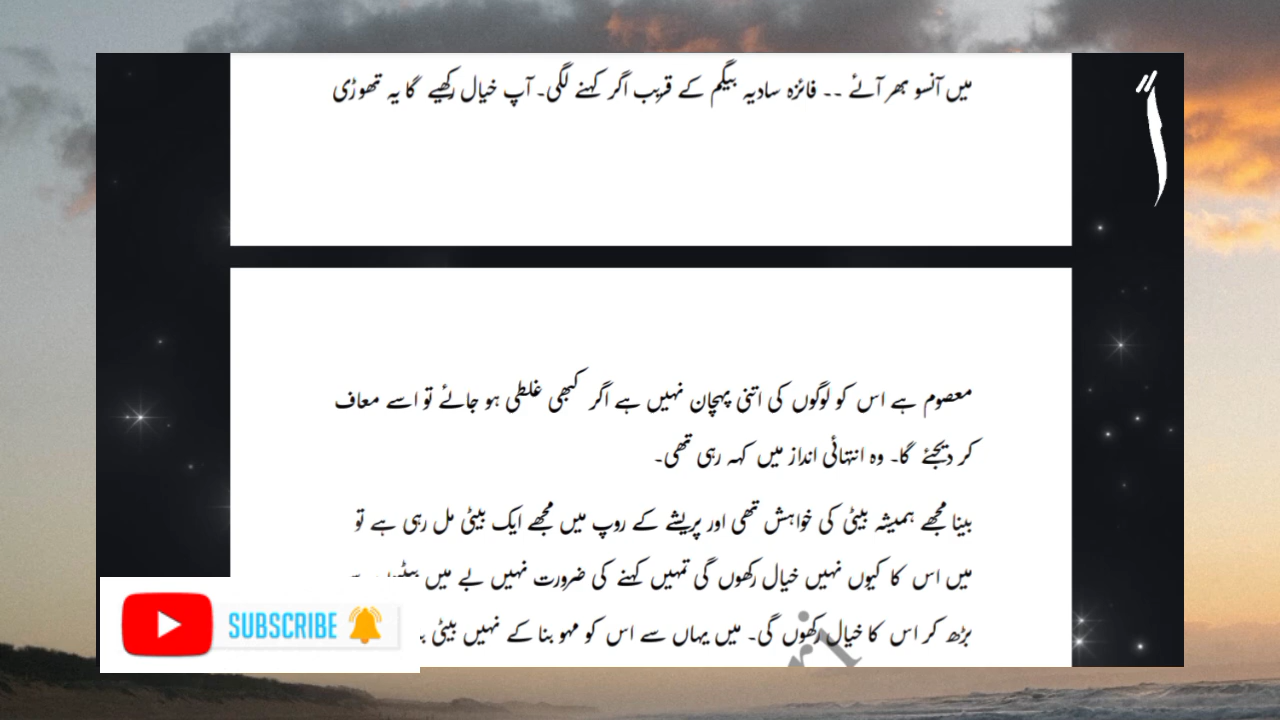 میں آنسو بھر آئے -- فائزہ سادیہ بیگم کے قریب اگر کہنے لگی۔ آپ خیال رکھیے گا یہ تھوڑی
معصوم ہے اس کو لوگوں کی اتنی پہچان نہیں ہے اگر کبھی غلطی ہو جائے تو اسے معاف
کر دیجئے گا۔ وہ انتہائی انداز میں کہہ رہی تھی۔
بینا مجھے ہمیشہ بیٹی کی خواہش تھی اور پریشے کے روپ میں مجھے ایک بیٹی مل رہی ہے تو
میں اس کا کیوں نہیں خیال رکھوں گی تمہیں کہنے کی ضرورت نہیں ہے میں
بڑھ کر اس کا خیال رکھوں گی۔ میں یہاں سے اس کو مہو بنا کے نہیں بیٹی
SUBSCRIBE